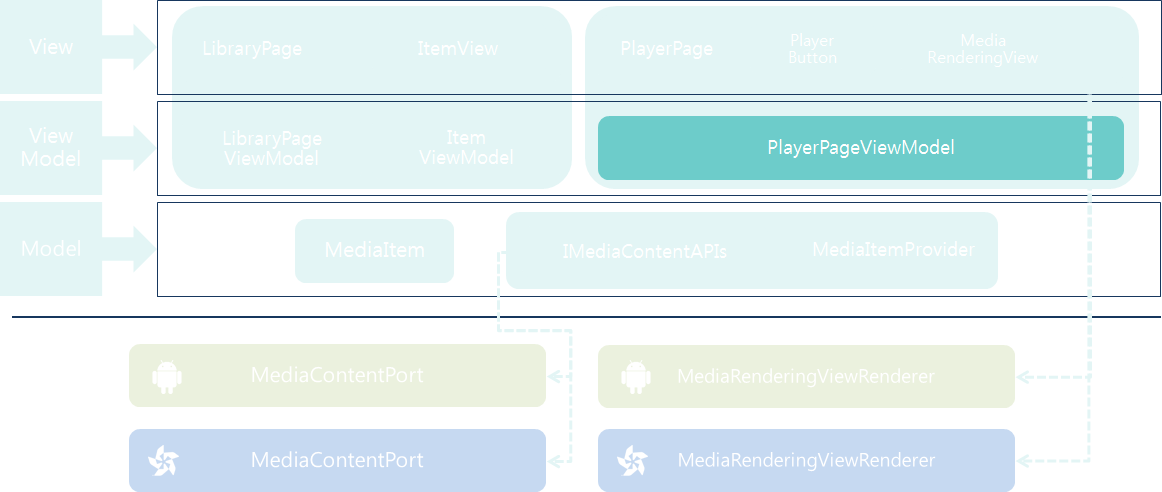 View
LibraryPage
ItemView
PlayerPage
Player
Button
Media
RenderingView
View
Model
LibraryPage
ViewModel
Item
ViewModel
PlayerPageViewModel
Model
MediaItem
IMediaContentAPIs
MediaItemProvider
MediaContentPort
MediaRenderingViewRenderer
MediaContentPort
MediaRenderingViewRenderer